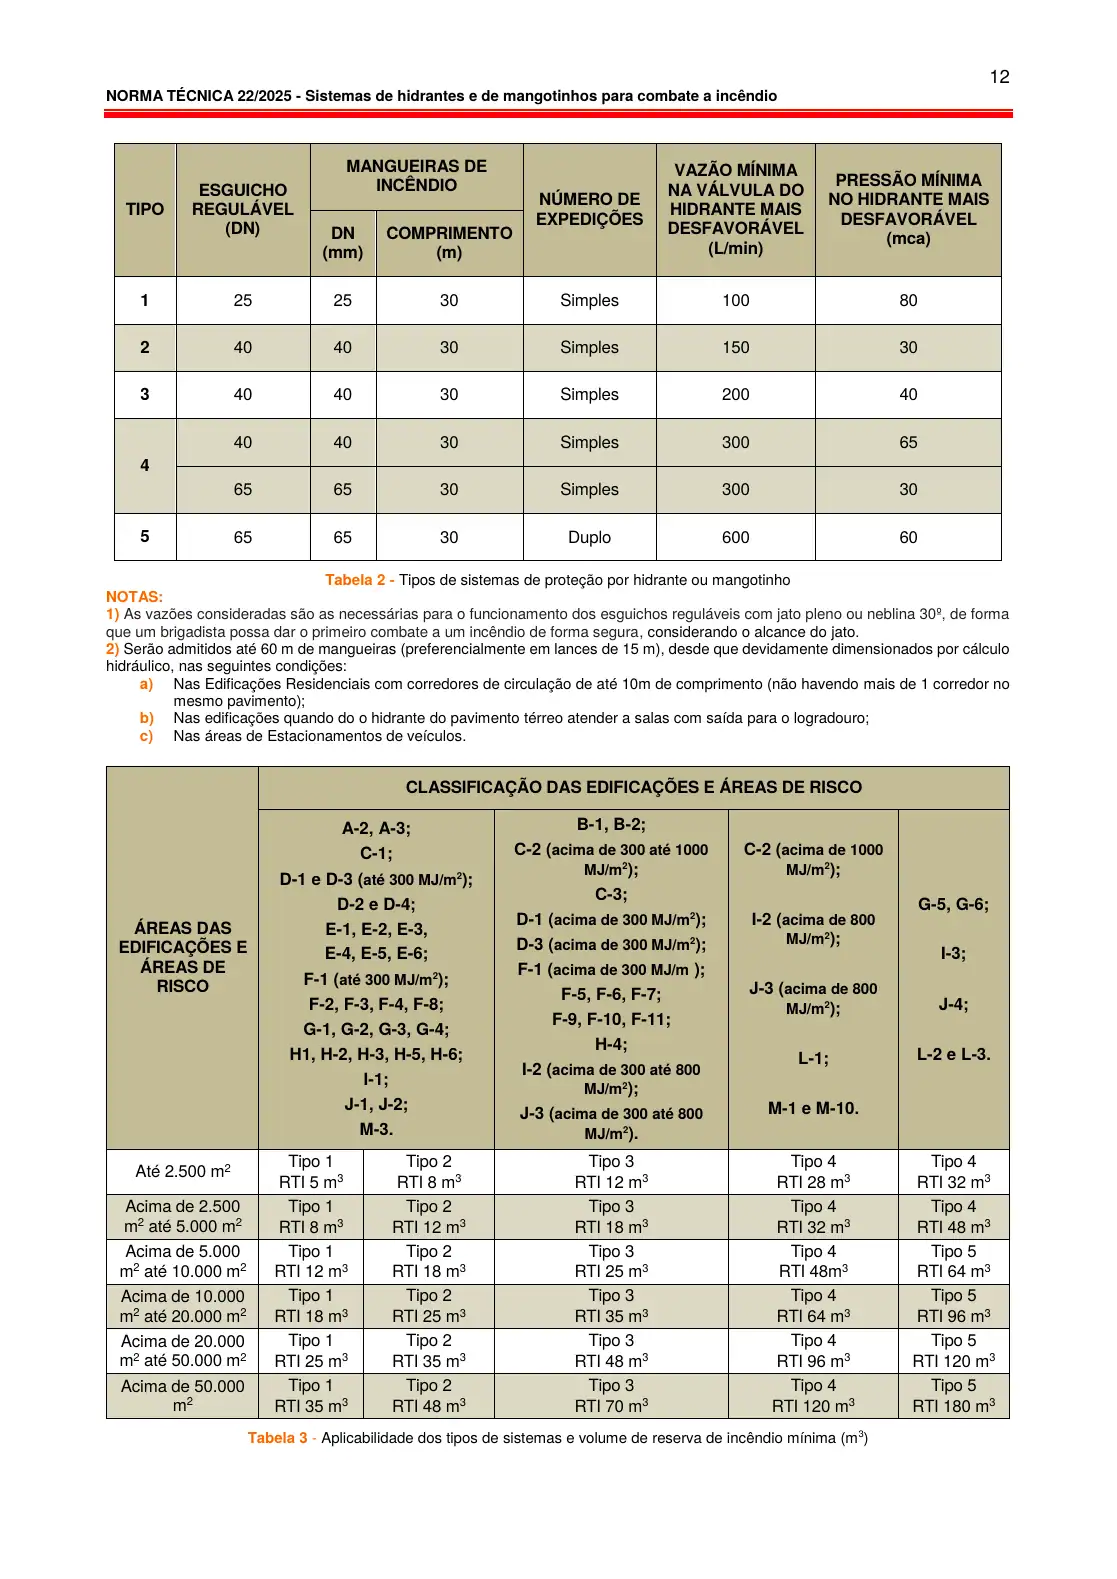 12
NORMA TÉCNICA 22/2025 - Sistemas de hidrantes e de mangotinhos para combate a incêndio
TIPO
ESGUICHO
REGULÁVEL
(DN)
MANGUEIRAS DE
INCÊNDIO
DN
(mm)
COMPRIMENTO
(m)
NÚMERO DE
EXPEDIÇÕES
VAZÃO MÍNIMA
NA VÁLVULA DO
HIDRANTE MAIS
DESFAVORÁVEL
(L/min)
PRESSÃO MÍNIMA
NO HIDRANTE MAIS
DESFAVORÁVEL
(mca)
1 25 25 30 Simples 100 80
2 40 40 30 Simples 150 30
3 40 40 30 Simples 200 40
4
40 40 30 Simples 300 65
65 65 30 Simples 300 30
5 65 65 30 Duplo 600 60
Tabela 2 - Tipos de sistemas de proteção por hidrante ou mangotinho
NOTAS:
1) As vazões consideradas são as necessárias para o funcionamento dos esguichos reguláveis com jato pleno ou neblina 30º, de forma
que um brigadista possa dar o primeiro combate a um incêndio de forma segura, considerando o alcance do jato.
2) Serão admitidos até 60 m de mangueiras (preferencialmente em lances de 15 m), desde que devidamente dimensionados por cálculo
hidráulico, nas seguintes condições:
a) Nas Edificações Residenciais com corredores de circulação de até 10m de comprimento (não havendo mais de 1 corredor no
mesmo pavimento);
b) Nas edificações quando do o hidrante do pavimento térreo atender a salas com saída para o logradouro;
c) Nas áreas de Estacionamentos de veículos.
ÁREAS DAS
EDIFICAÇÕES E
ÁREAS DE
RISCO
CLASSIFICAÇÃO DAS EDIFICAÇÕES E ÁREAS DE RISCO
A-2, A-3;
C-1;
D-1 e D-3 (até 300 MJ/m²);
D-2 e D-4;
E-1, E-2, E-3,
E-4, E-5, E-6;
F-1 (até 300 MJ/m²);
F-2, F-3, F-4, F-8;
G-1, G-2, G-3, G-4;
H1, H-2, H-3, H-5, H-6;
I-1;
J-1, J-2;
M-3.
B-1, B-2;
C-2 (acima de 300 até 1000
MJ/m²);
C-3;
D-1 (acima de 300 MJ/m²);
D-3 (acima de 300 MJ/m²);
F-1 (acima de 300 MJ/m );
F-5, F-6, F-7;
F-9, F-10, F-11;
H-4;
I-2 (acima de 300 até 800
MJ/m²);
J-3 (acima de 300 até 800
MJ/m²).
C-2 (acima de 1000
MJ/m²);
I-2 (acima de 800
MJ/m²);
J-3 (acima de 800
MJ/m²);
L-1;
M-1 e M-10.
G-5, G-6;
I-3;
J-4;
L-2 e L-3.
Até 2.500 m²
Tipo 1 Tipo 2 Tipo 3 Tipo 4 Tipo 4
RTI 5 m³ RTI 8 m³ RTI 12 m³ RTI 28 m³ RTI 32 m³
Acima de 2.500
m² até 5.000 m²
Tipo 1 Tipo 2 Tipo 3 Tipo 4 Tipo 4
RTI 8 m³ RTI 12 m³ RTI 18 m³ RTI 32 m³ RTI 48 m³
Acima de 5.000
m² até 10.000 m²
Tipo 1 Tipo 2 Tipo 3 Tipo 4 Tipo 5
RTI 12 m³ RTI 18 m³ RTI 25 m³ RTI 48m³ RTI 64 m³
Acima de 10.000
m² até 20.000 m²
Tipo 1 Tipo 2 Tipo 3 Tipo 4 Tipo 5
RTI 18 m³ RTI 25 m³ RTI 35 m³ RTI 64 m³ RTI 96 m³
Acima de 20.000
m² até 50.000 m²
Tipo 1 Tipo 2 Tipo 3 Tipo 4 Tipo 5
RTI 25 m³ RTI 35 m³ RTI 48 m³ RTI 96 m³ RTI 120 m³
Acima de 50.000
m²
Tipo 1 Tipo 2 Tipo 3 Tipo 4 Tipo 5
RTI 35 m³ RTI 48 m³ RTI 70 m³ RTI 120 m³ RTI 180 m³
Tabela 3 - Aplicabilidade dos tipos de sistemas e volume de reserva de incêndio mínima (m³)